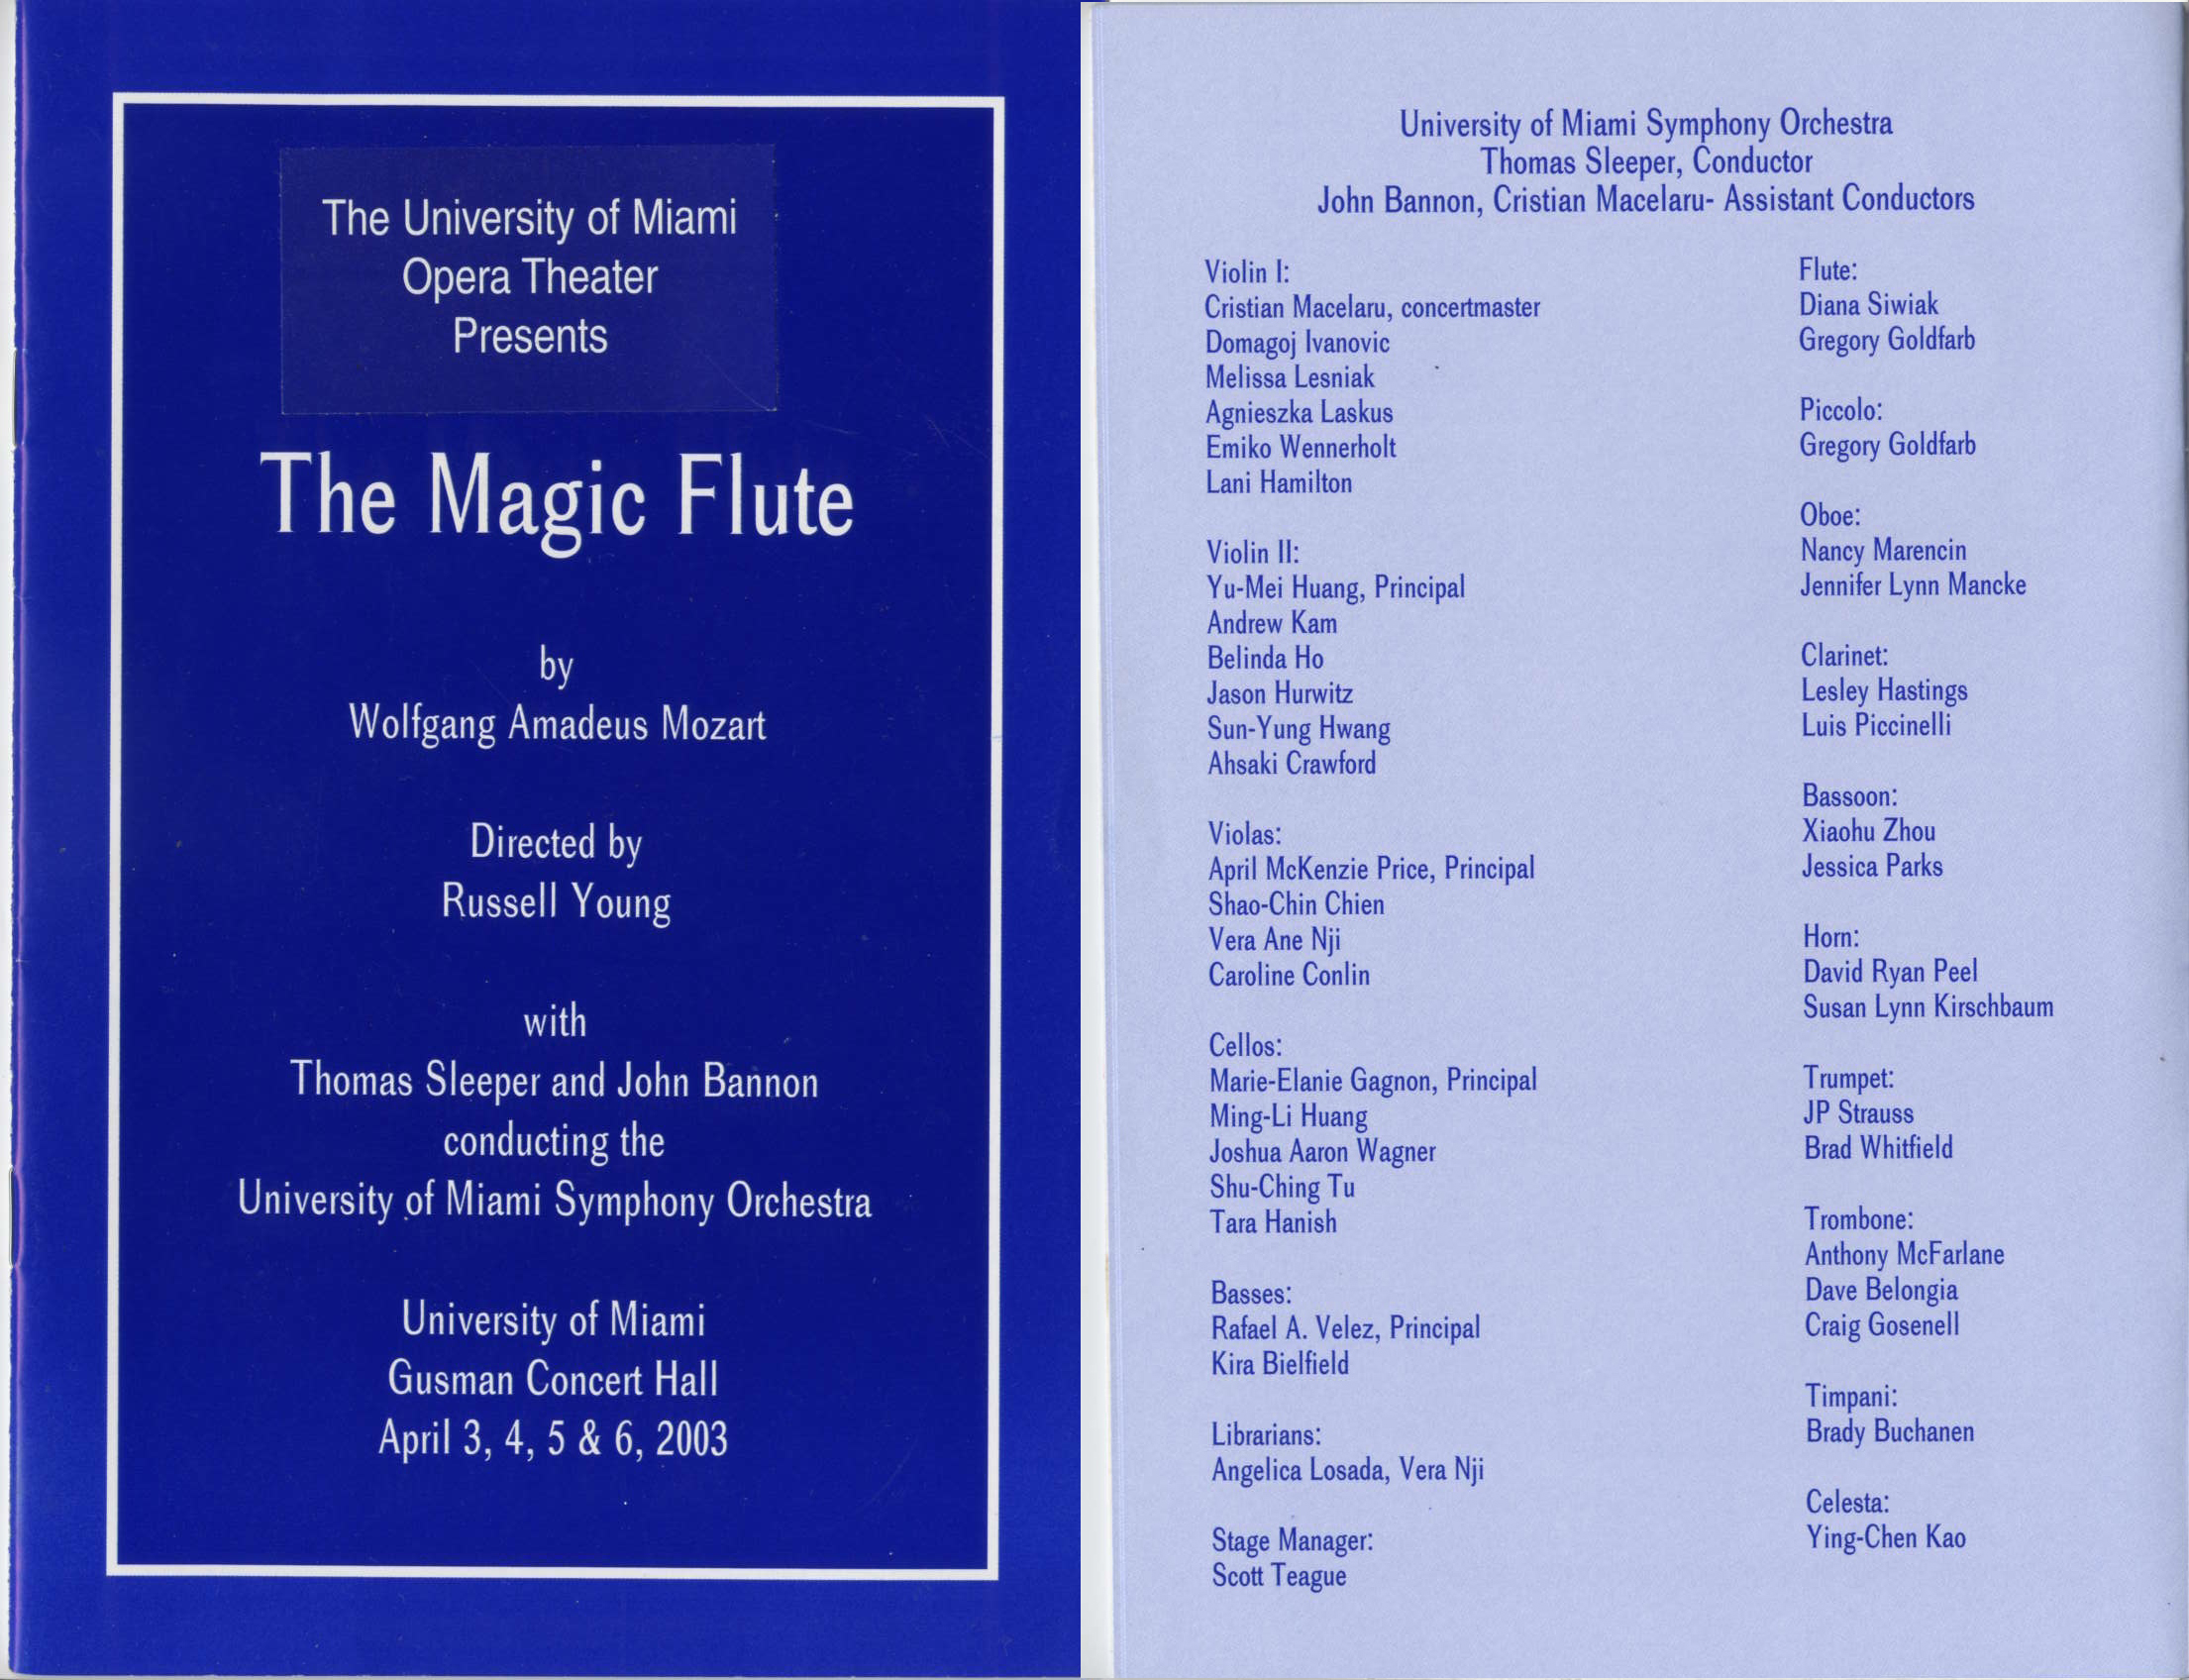 The University of Miami
Opera Theater
Presents
The Magic Flute
by
Wolfgang Amadeus Mozart
Directed by
Russell Young
with
Thomas Sleeper and John Bannon
conducting the
University of Miami Symphony Orchestra
University of Miami
Gusman Concert Hall
April 3, 4, 5 & 6, 2003
University of Miami Symphony Orchestra
Thomas Sleeper, Conductor
John Bannon, Cristian Macelaru- Assistant Conductors
Violin I:
Cristian Macelaru, concertmaster
Domagoj Ivanovic
Melissa Lesniak
Agnieszka Laskus
Emiko Wennerholt
Lani Hamilton
Violin II:
Yu-Mei Huang, Principal
Andrew Kam
Belinda Ho
Jason Hurwitz
Sun-Yung Hwang
Ahsaki Crawford
Violas:
April McKenzie Price, Principal
Shao-Chin Chien
Vera Ane Nji
Caroline Conlin
Cellos:
Marie-Elanie Gagnon, Principal
Ming-Li Huang
Joshua Aaron Wagner
Shu-Ching Tu
Tara Hanish
Basses:
Rafael A. Velez, Principal
Kira Bielfield
Librarians:
Angelica Losada, Vera Nji
Stage Manager:
Scott Teague
Flute:
Diana Siwiak
Gregory Goldfarb
Piccolo:
Gregory Goldfarb
Oboe:
Nancy Marencin
Jennifer Lynn Mancke
Clarinet:
Lesley Hastings
Luis Piccinelli
Bassoon:
Xiaohu Zhou
Jessica Parks
Horn:
David Ryan Peel
Susan Lynn Kirschbaum
Trumpet:
JP Strauss
Brad Whitfield
Trombone:
Anthony McFarlane
Dave Belongia
Craig Gosenell
Timpani:
Brady Buchanen
Celesta:
Ying-Chen Kao